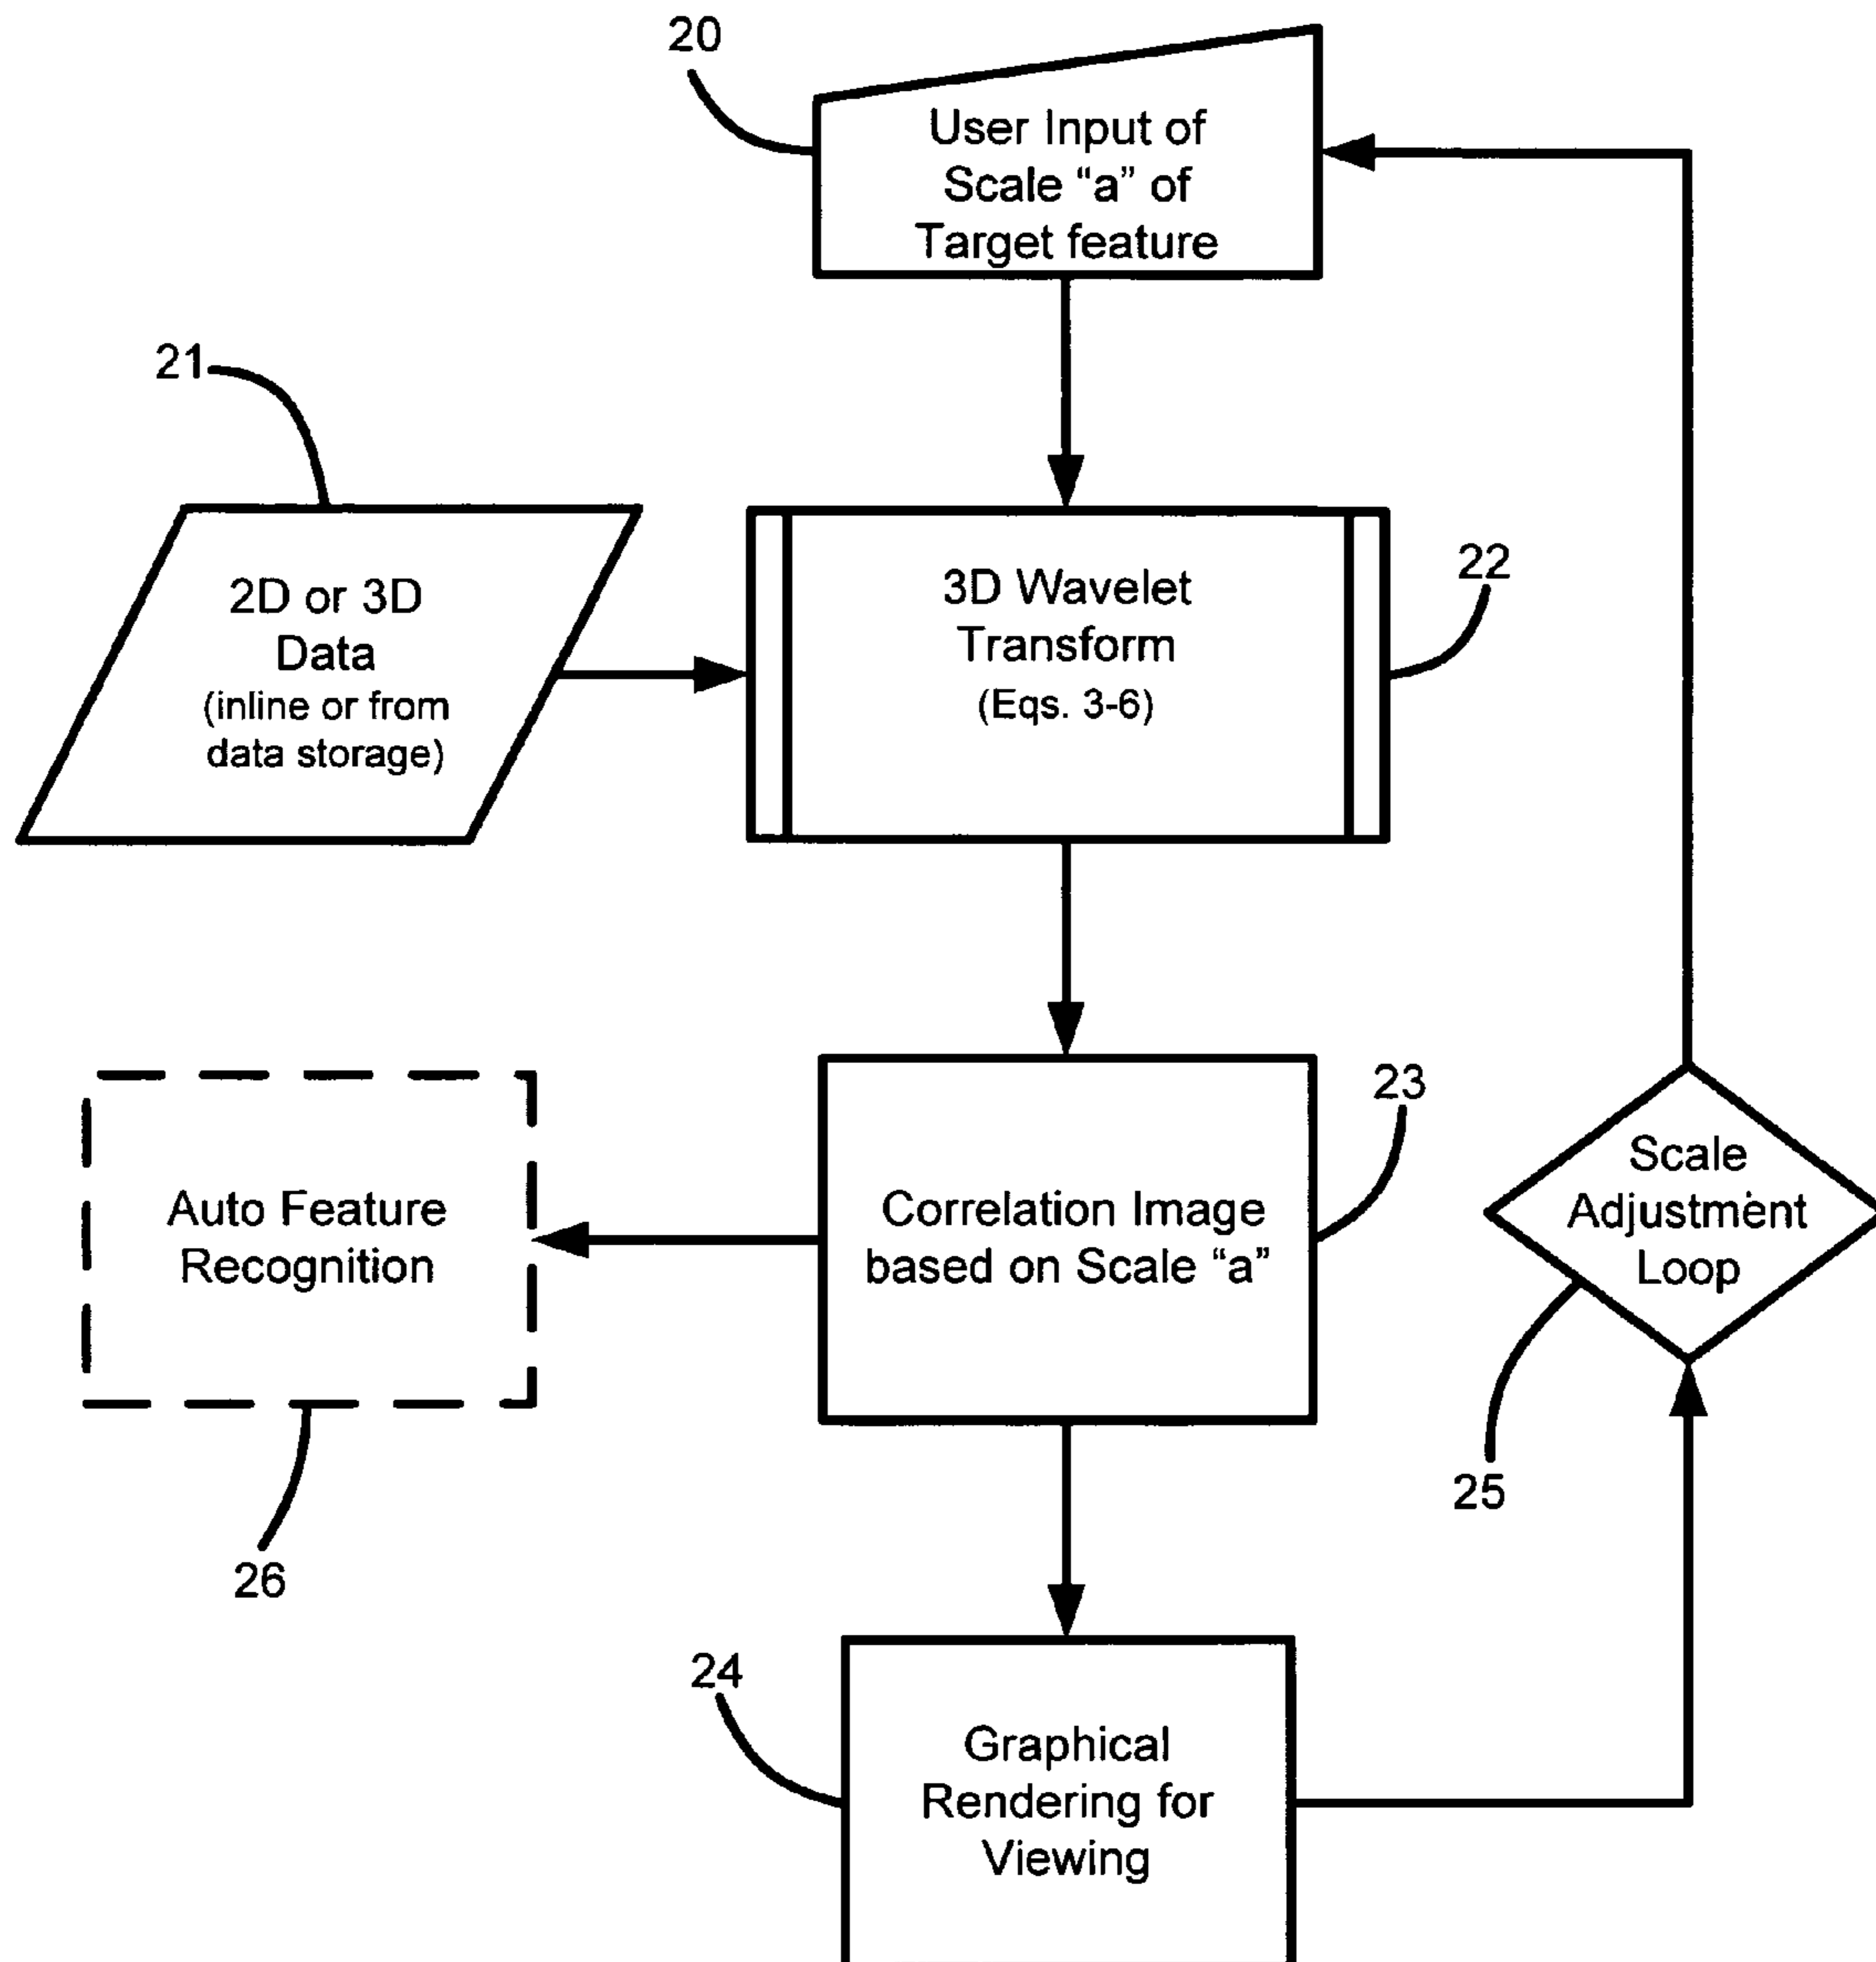 20
User Input of
Scale “a” of
Target feature
21
2D or 3D
Data
(inline or from
data storage)
3D Wavelet
Transform
(Eqs. 3-6)
22
Auto Feature
Recognition
26
Correlation Image
based on Scale “a”
23
Scale
Adjustment
Loop
25
24
Graphical
Rendering for
Viewing